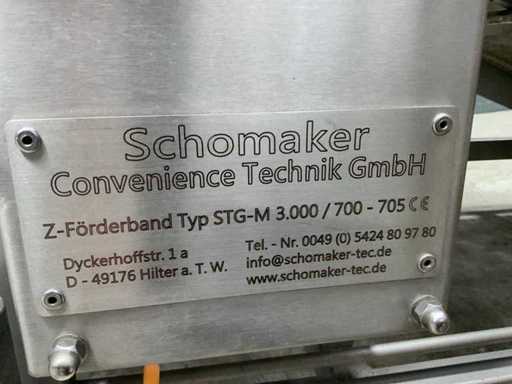 Schomaker
Convenience Technik GmbH
Z-Förderband Typ STG-M 3.000 / 700 - 705 CE
Dyckerhoffstr. 1 a
D - 49176 Hilter a. T. W.
Tel. - Nr. 0049 (0) 5424 80 97 80
info@schomaker-tec.de
www.schomaker-tec.de